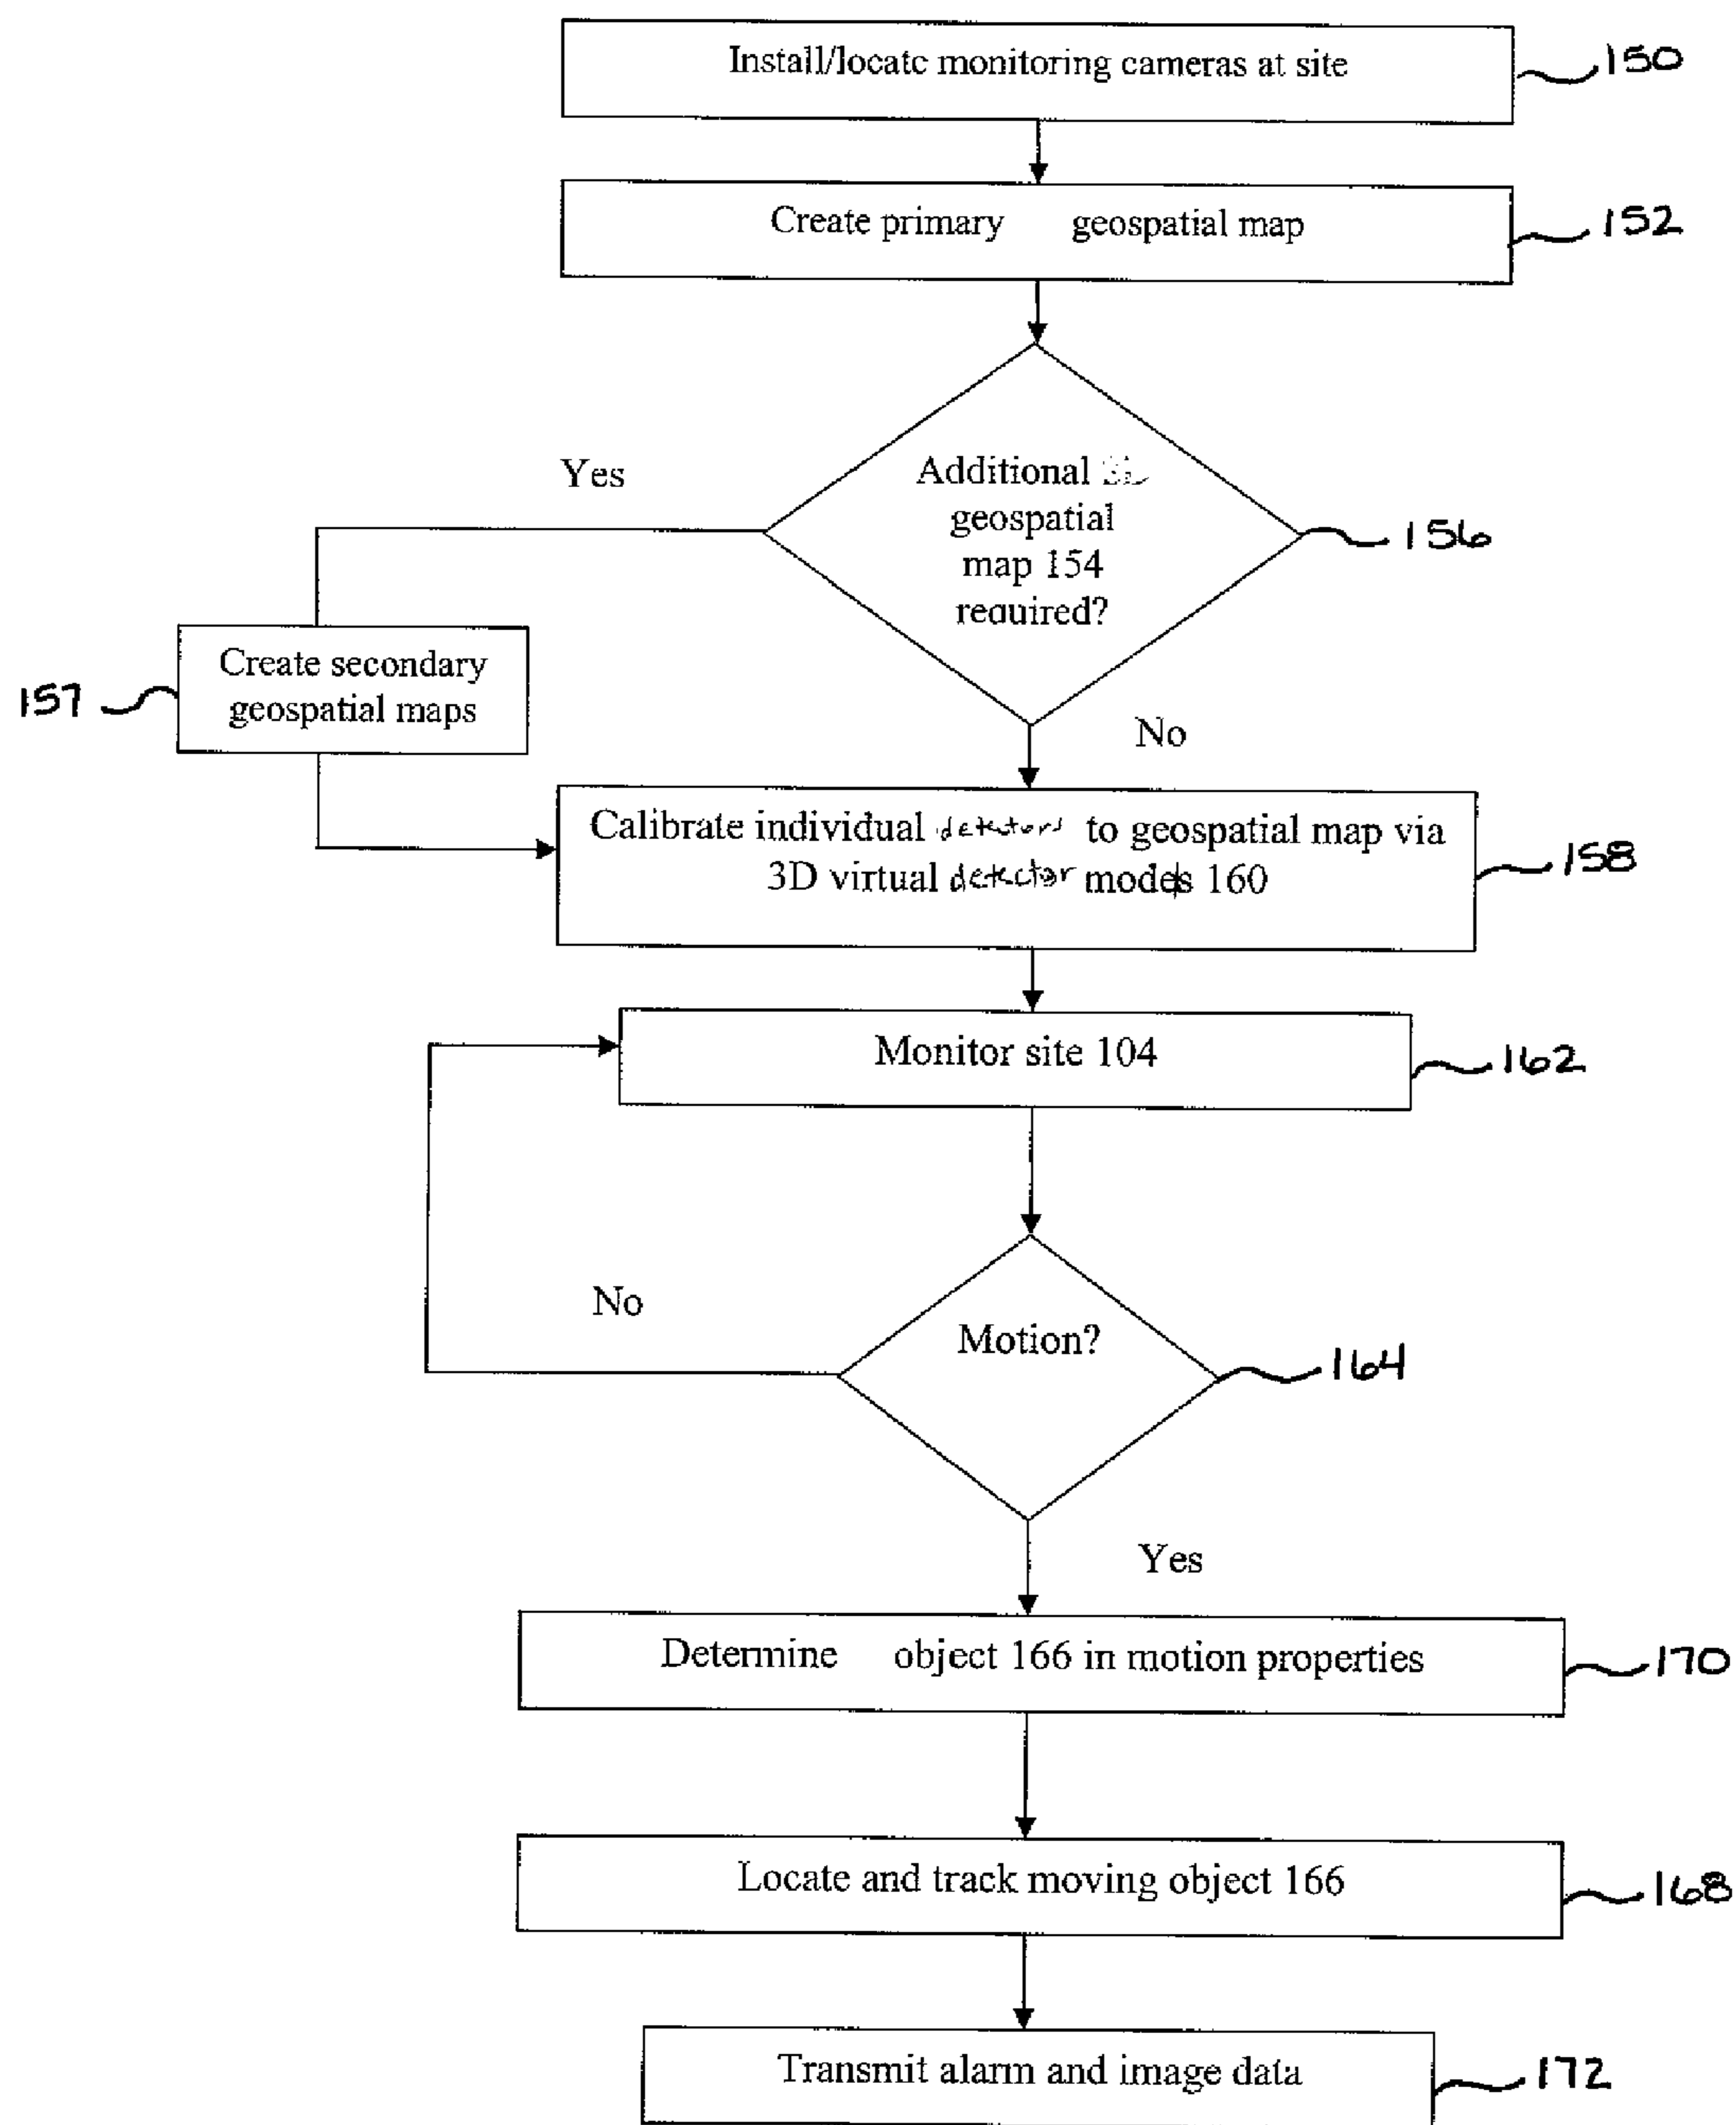 Install/locate monitoring cameras at site
150
Create primary geospatial map
152
Additional
geospatial
map 154
required?
156
Yes
No
Create secondary
geospatial maps
157
Calibrate individual detectors to geospatial map via
3D virtual detector modes 160
158
Monitor site 104
162
Motion?
164
No
Yes
Determine object 166 in motion properties
170
Locate and track moving object 166
168
Transmit alarm and image data
172